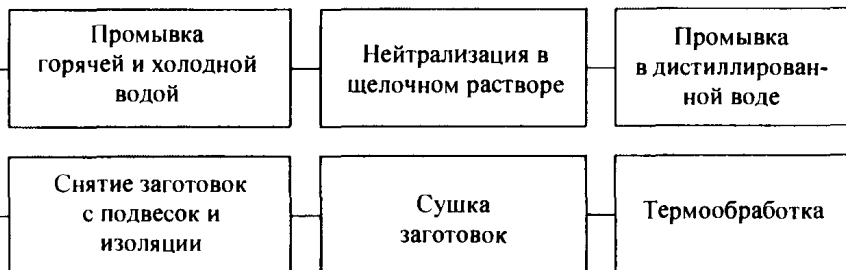 Промывка
горячей и холодной
водой
Нейтрализация в
щелочном растворе
Промывка
в дистиллирован-
ной воде
Снятие заготовок
с подвесок и
изоляции
Сушка
заготовок
Термообработка